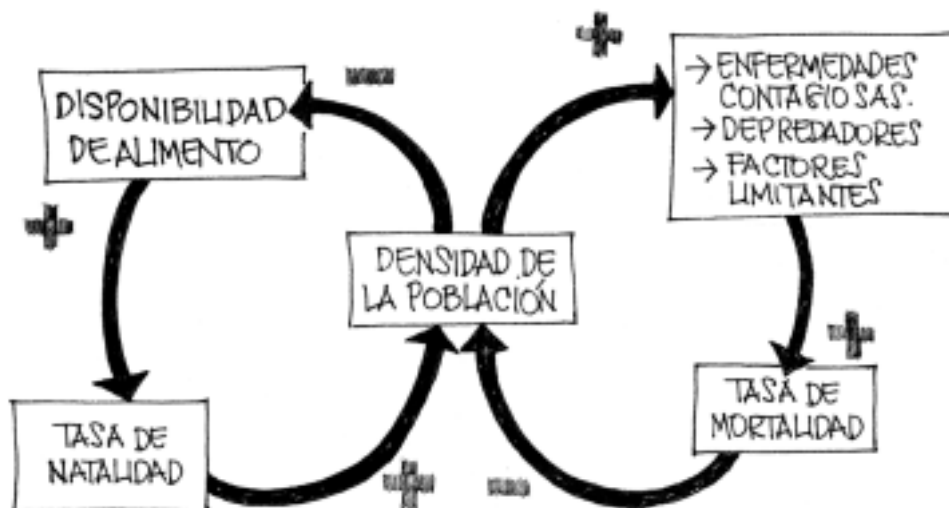 DISPONIBILIDAD
DE ALIMENTO
→ ENFERMEDADES
CONTAGIOSAS.
→ DEPREDADORES
→ FACTORES
LIMITANTES
DENSIDAD DE
LA POBLACIÓN
TASA DE
NATALIDAD
TASA DE
MORTALIDAD